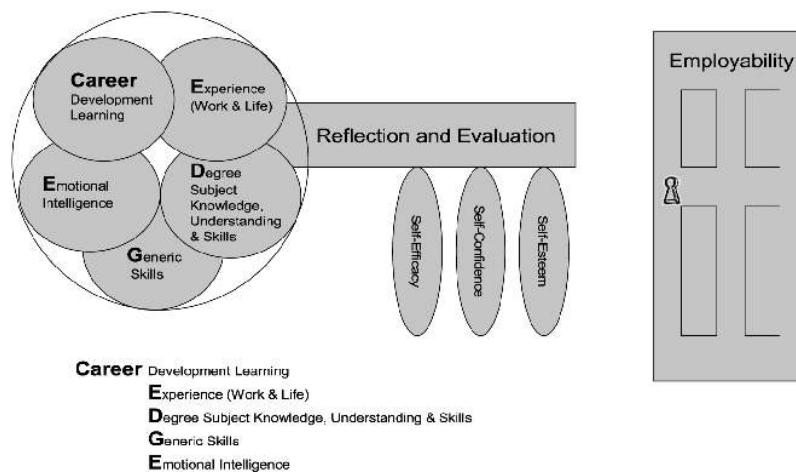 Career
Development
Learning
Experience
(Work & Life)
Emotional
Intelligence
Degree
Subject
Knowledge,
Understanding
& Skills
Generic
Skills
Reflection and Evaluation
Self-Efficacy
Self-Confidence
Self-Esteem
Employability
Career Development Learning
Experience (Work & Life)
Degree Subject Knowledge, Understanding & Skills
Generic Skills
Emotional Intelligence